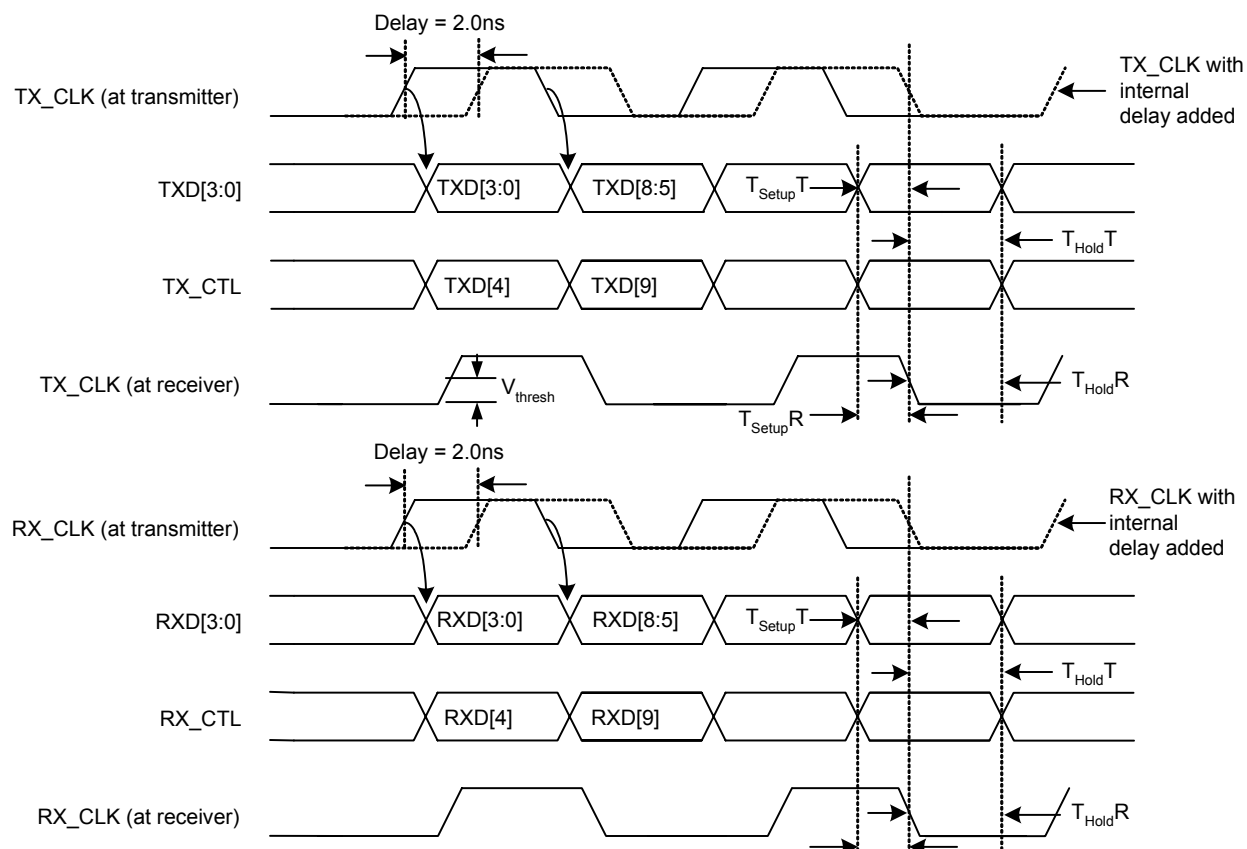 Delay = 2.0ns
TX_CLK (at transmitter)
TX_CLK with
internal
delay added
TXD[3:0]
TXD[3:0]
TXD[8:5]
TSetupT
THoldT
TX_CTL
TXD[4]
TXD[9]
TX_CLK (at receiver)
Vthresh
THoldR
TSetupR
Delay = 2.0ns
RX_CLK (at transmitter)
RX_CLK with
internal
delay added
RXD[3:0]
RXD[3:0]
RXD[8:5]
TSetupT
THoldT
RX_CTL
RXD[4]
RXD[9]
RX_CLK (at receiver)
THoldR